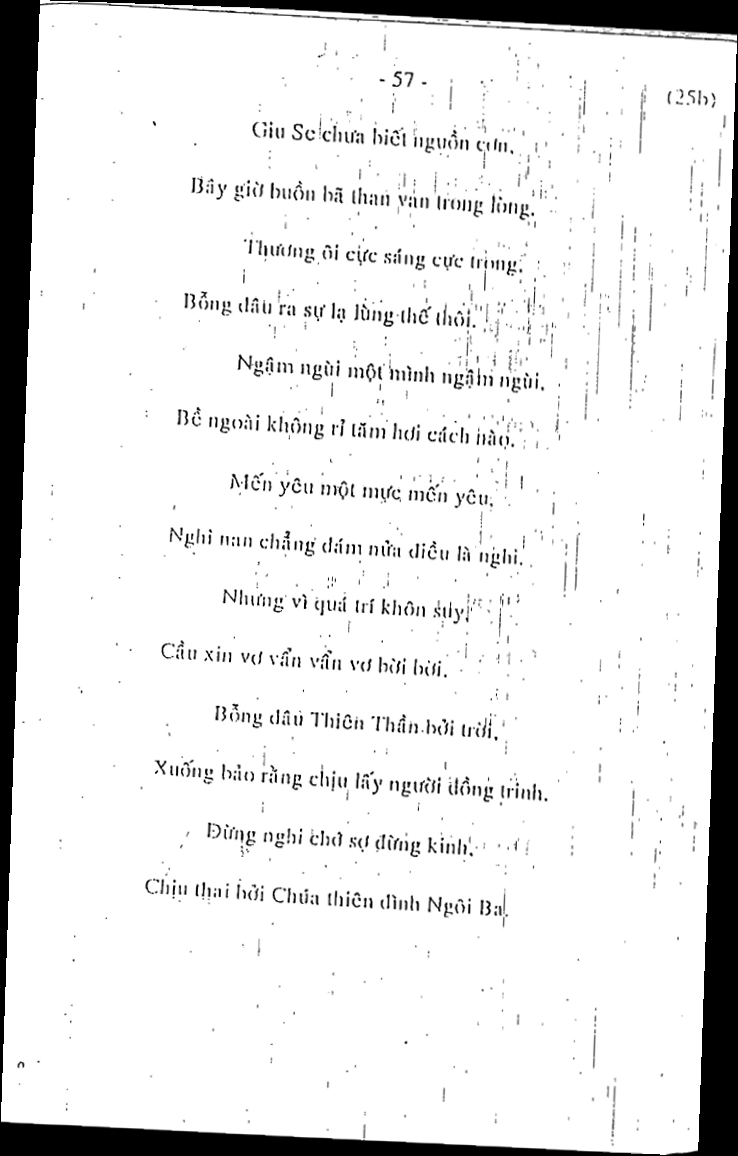 - 57 -
(25b)
Giu Se chưa biết nguồn cơn,
Bây giờ buồn bã than van trong lòng.
Thương ôi cực sáng cực trong,
Bỗng đâu ra sự lạ lùng thế thôi.
Ngậm ngùi một mình ngậm ngùi,
Bề ngoài không rỉ tăm hơi cách nào.
Mến yêu một mực mến yêu,
Nghi nan chẳng dám nửa điều là nghi.
Nhưng vì quá trí khôn suy,
Cầu xin vơ vẩn vẩn vơ bời bời.
Bỗng đâu Thiên Thần bởi trời,
Xuống bảo rằng chịu lấy người đồng trinh.
Đừng nghi chớ sợ đừng kinh,
Chịu thai bởi Chúa thiên đình Ngôi Ba.